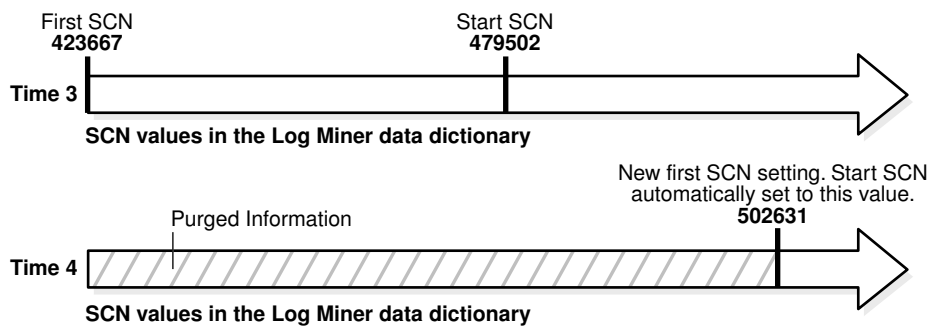 First SCN
423667
Start SCN
479502
Time 3
SCN values in the Log Miner data dictionary
New first SCN setting. Start SCN
automatically set to this value.
502631
Purged Information
Time 4
SCN values in the Log Miner data dictionary